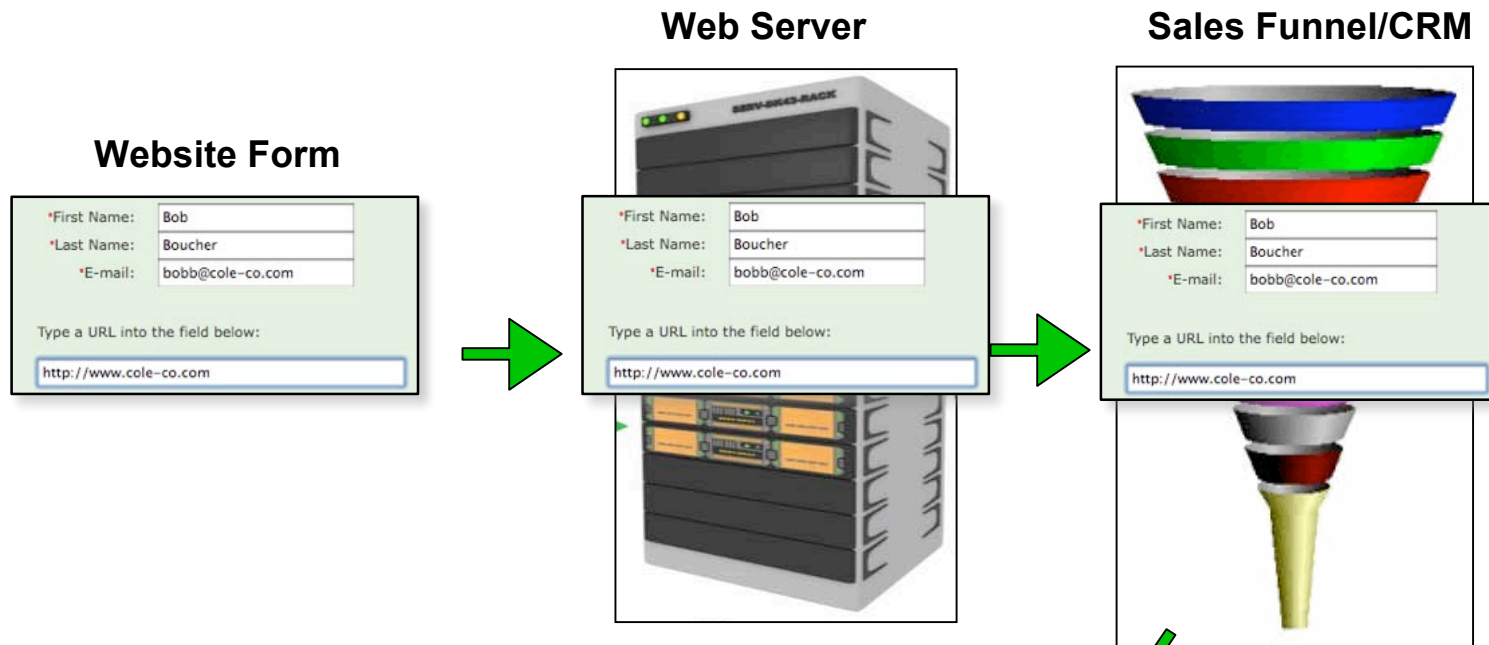 Web Server
Sales Funnel/CRM
Website Form
SERV-DK43-RACK
*First Name: Bob
*Last Name: Boucher
*E-mail: bobb@cole-co.com
Type a URL into the field below:
http://www.cole-co.com
*First Name: Bob
*Last Name: Boucher
*E-mail: bobb@cole-co.com
Type a URL into the field below:
http://www.cole-co.com
*First Name: Bob
*Last Name: Boucher
*E-mail: bobb@cole-co.com
Type a URL into the field below:
http://www.cole-co.com